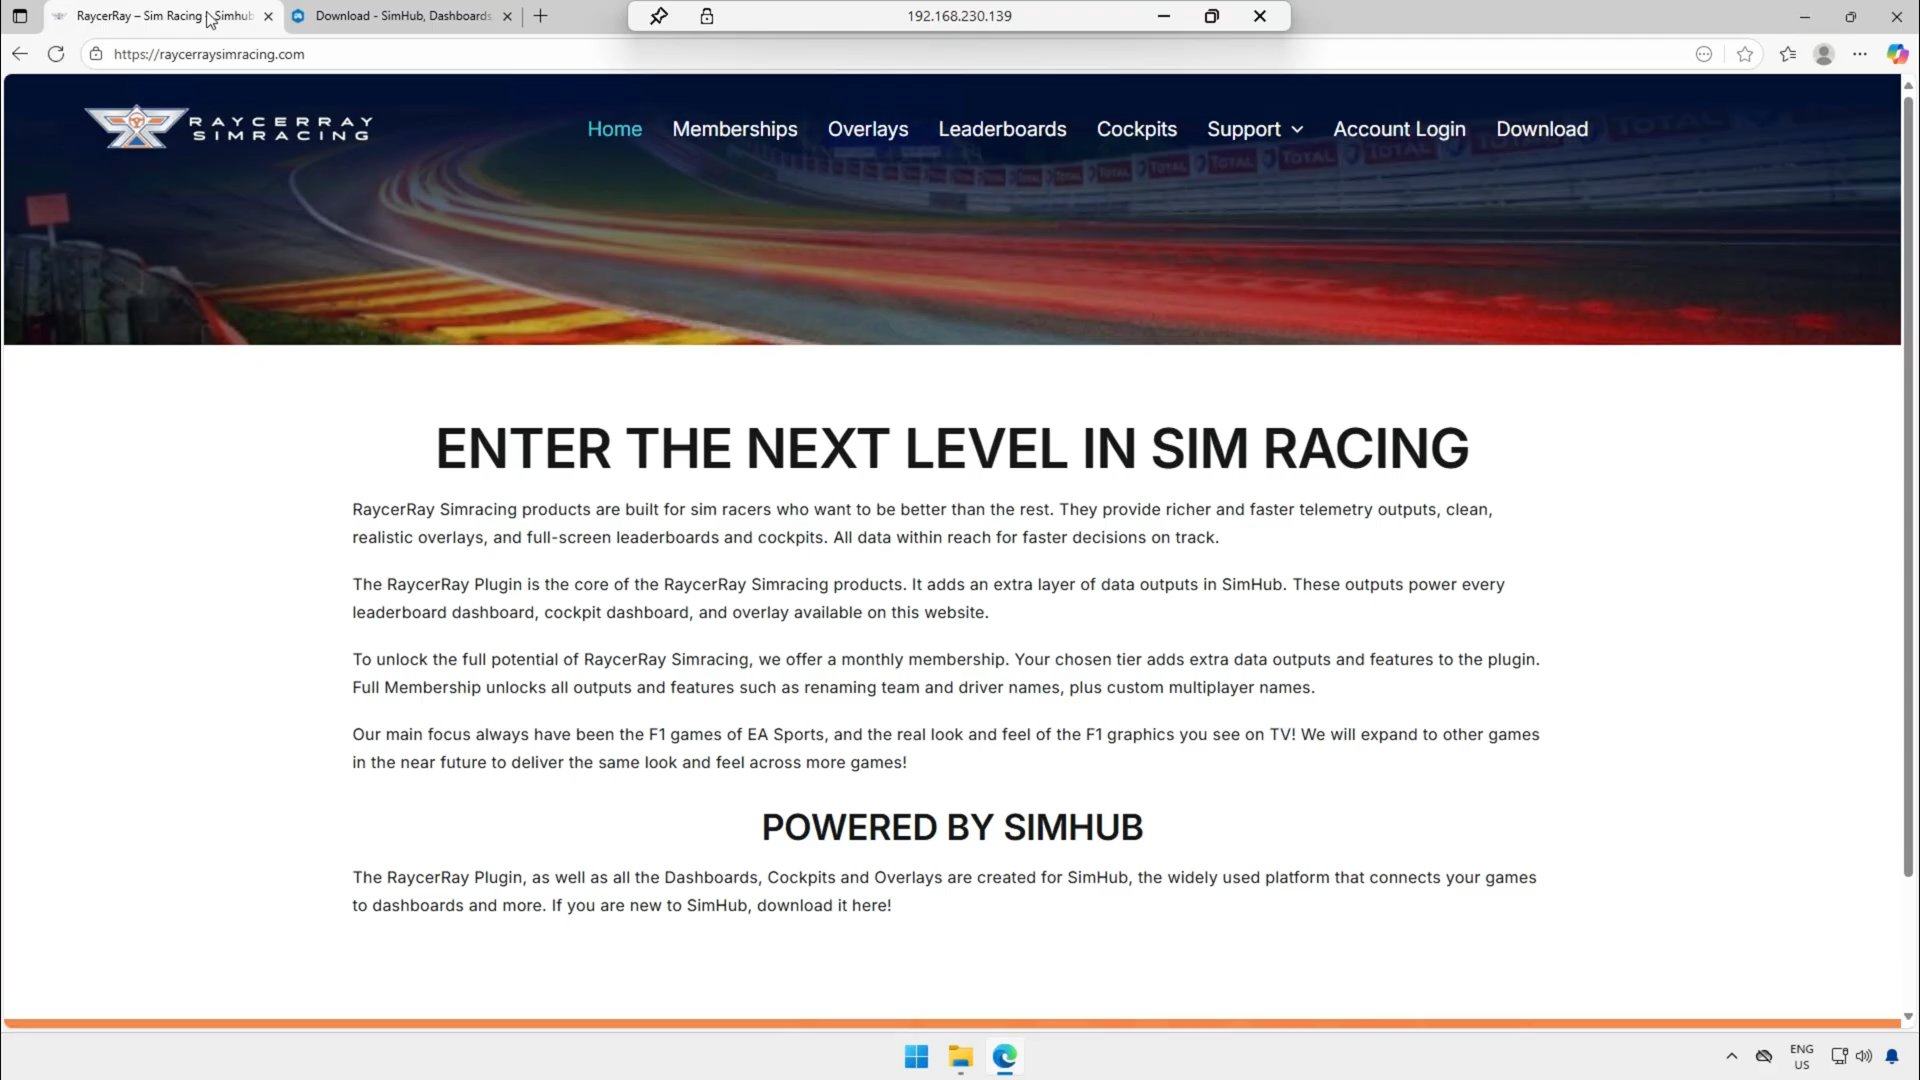 RaycerRay – Sim Racing | Simhub
Download - SimHub, Dashboards,
192.168.230.139
https://raycerraysimracing.com
RAYCERRAY
SIMRACING
Home
Memberships
Overlays
Leaderboards
Cockpits
Support
Account Login
Download
TOTAL TOTAL TOTAL TOTAL TOTAL TOTAL
ENTER THE NEXT LEVEL IN SIM RACING
RaycerRay Simracing products are built for sim racers who want to be better than the rest. They provide richer and faster telemetry outputs, clean,
realistic overlays, and full-screen leaderboards and cockpits. All data within reach for faster decisions on track.
The RaycerRay Plugin is the core of the RaycerRay Simracing products. It adds an extra layer of data outputs in SimHub. These outputs power every
leaderboard dashboard, cockpit dashboard, and overlay available on this website.
To unlock the full potential of RaycerRay Simracing, we offer a monthly membership. Your chosen tier adds extra data outputs and features to the plugin.
Full Membership unlocks all outputs and features such as renaming team and driver names, plus custom multiplayer names.
Our main focus always have been the F1 games of EA Sports, and the real look and feel of the F1 graphics you see on TV! We will expand to other games
in the near future to deliver the same look and feel across more games!
POWERED BY SIMHUB
The RaycerRay Plugin, as well as all the Dashboards, Cockpits and Overlays are created for SimHub, the widely used platform that connects your games
to dashboards and more. If you are new to SimHub, download it here!
ENG
US